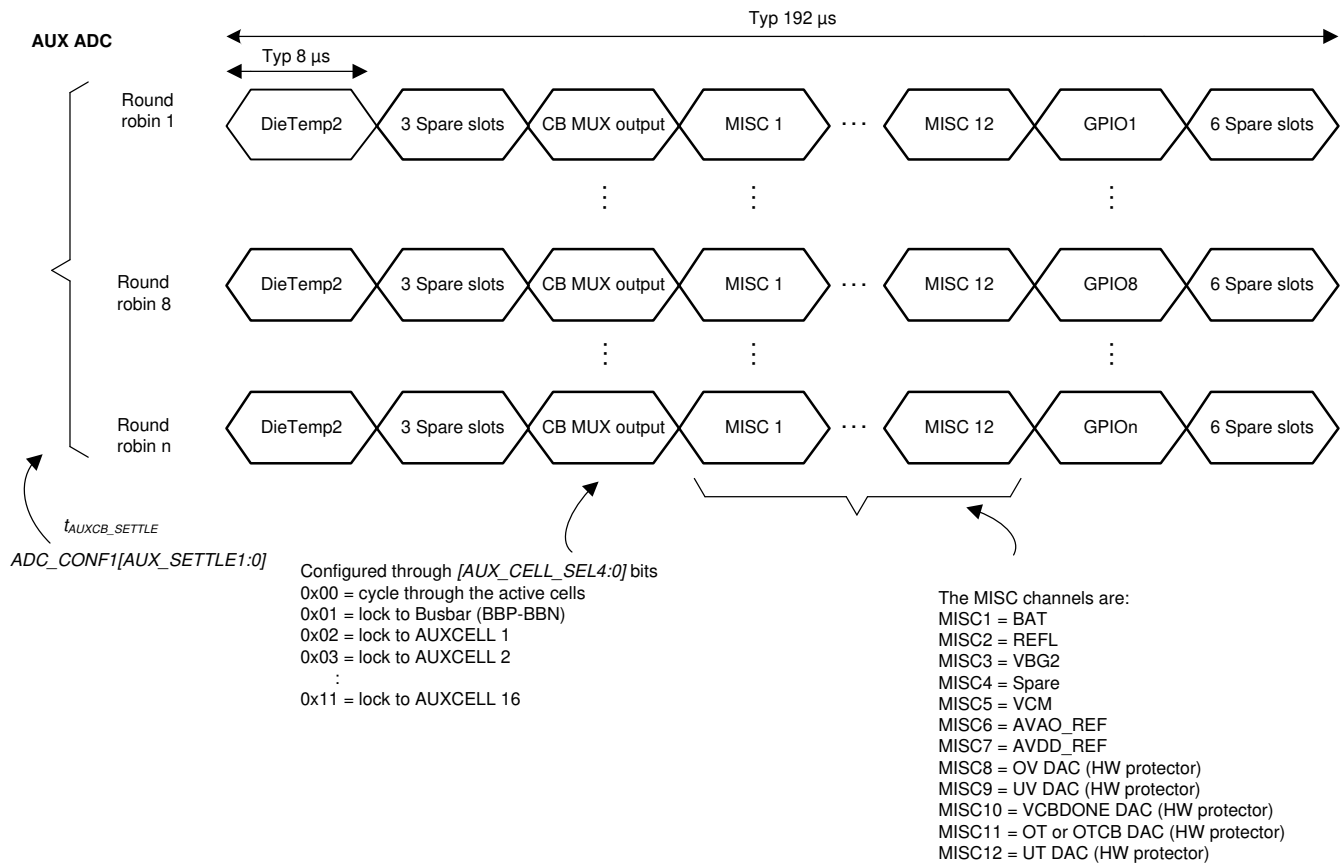 Typ 192 µs
AUX ADC
Typ 8 µs
Round
robin 1
DieTemp2
3 Spare slots
CB MUX output
MISC 1
. . .
MISC 12
GPIO1
6 Spare slots
Round
robin 8
DieTemp2
3 Spare slots
CB MUX output
MISC 1
. . .
MISC 12
GPIO8
6 Spare slots
Round
robin n
DieTemp2
3 Spare slots
CB MUX output
MISC 1
. . .
MISC 12
GPIOn
6 Spare slots
tAUXCB_SETTLE
ADC_CONF1[AUX_SETTLE1:0]
Configured through [AUX_CELL_SEL4:0] bits
0x00 = cycle through the active cells
0x01 = lock to Busbar (BBP-BBN)
0x02 = lock to AUXCELL 1
0x03 = lock to AUXCELL 2
:
0x11 = lock to AUXCELL 16
The MISC channels are:
MISC1 = BAT
MISC2 = REFL
MISC3 = VBG2
MISC4 = Spare
MISC5 = VCM
MISC6 = AVAO_REF
MISC7 = AVDD_REF
MISC8 = OV DAC (HW protector)
MISC9 = UV DAC (HW protector)
MISC10 = VCBDONE DAC (HW protector)
MISC11 = OT or OTCB DAC (HW protector)
MISC12 = UT DAC (HW protector)